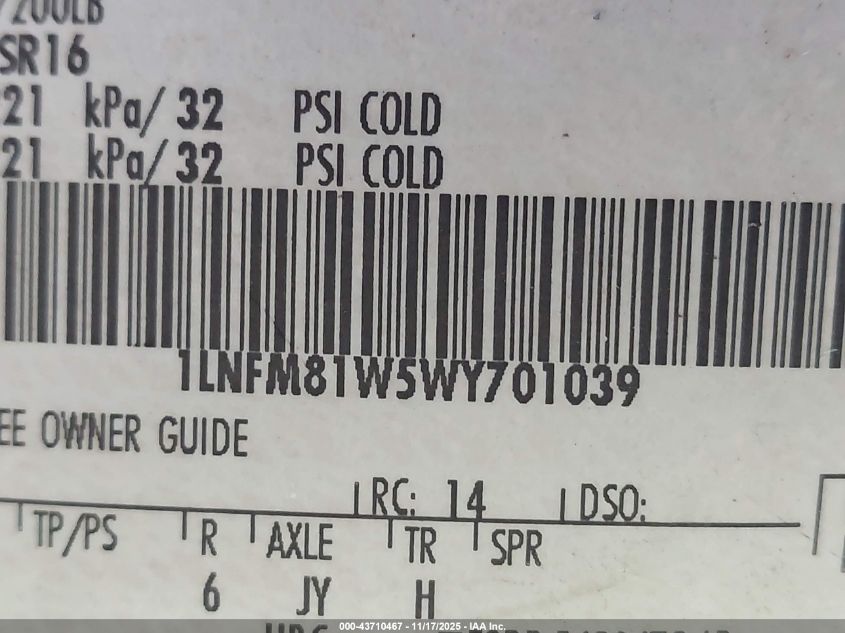 /200LB
SR16
21 kPa/ 32 PSI COLD
21 kPa/ 32 PSI COLD
1LNFM81W5WY701039
EE OWNER GUIDE
RC: 14 DSO:
TP/PS R AXLE TR SPR
6 JY H
000-43710467 - 11/17/2025 - IAA Inc.